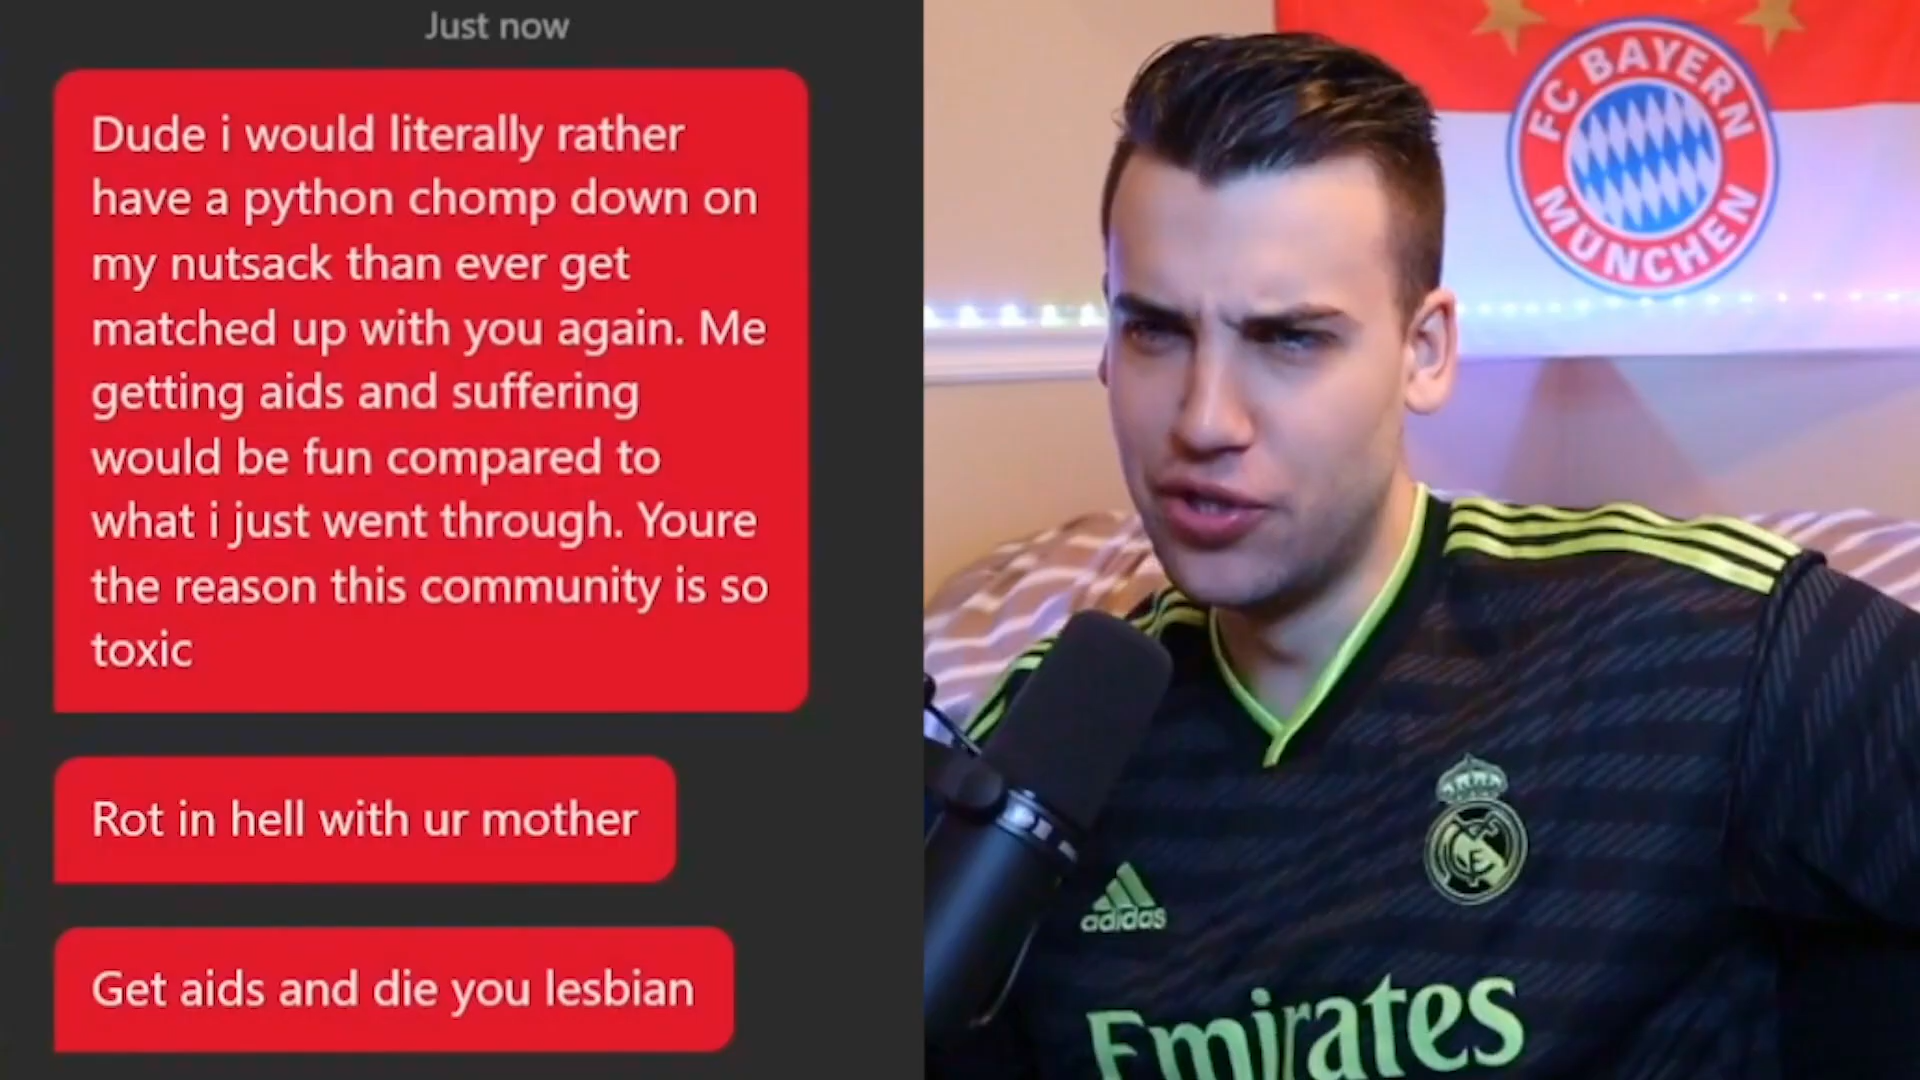 Just now
Dude i would literally rather
have a python chomp down on
my nutsack than ever get
matched up with you again. Me
getting aids and suffering
would be fun compared to
what i just went through. Youre
the reason this community is so
toxic
Rot in hell with ur mother
Get aids and die you lesbian
FC BAYERN
MÜNCHEN
adidas
Emirates